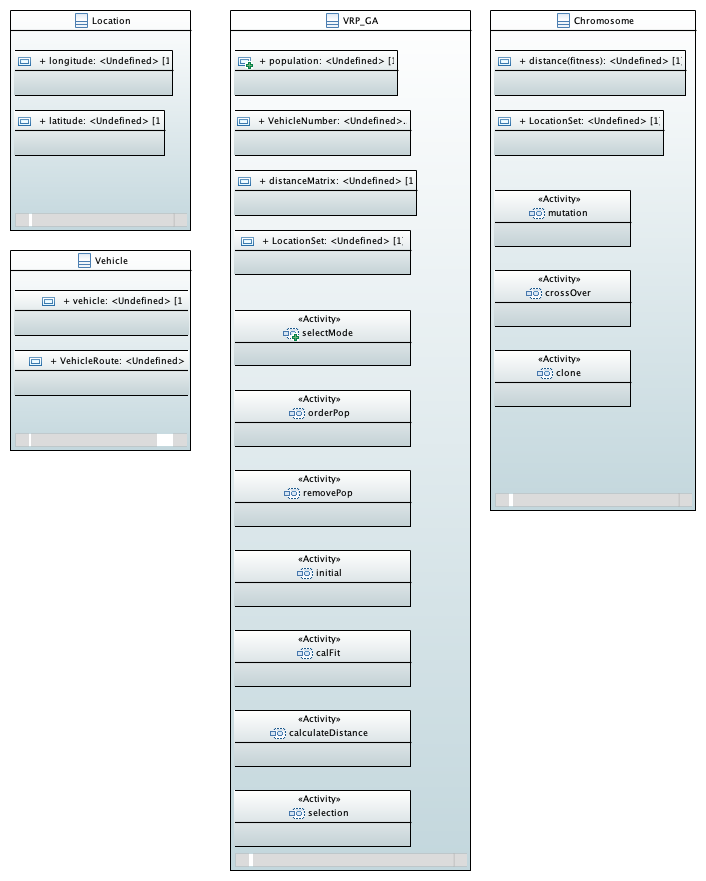 Location
+ longitude: <Undefined> [1
+ latitude: <Undefined> [1
Vehicle
+ vehicle: <Undefined> [1
+ VehicleRoute: <Undefined>
VRP_GA
+ population: <Undefined> [1
+ VehicleNumber: <Undefined>.
+ distanceMatrix: <Undefined> [1
+ LocationSet: <Undefined> [1
«Activity»
selectMode
«Activity»
orderPop
«Activity»
removePop
«Activity»
initial
«Activity»
calFit
«Activity»
calculateDistance
«Activity»
selection
Chromosome
+ distance(fitness): <Undefined> [1
+ LocationSet: <Undefined> [1
«Activity»
mutation
«Activity»
crossOver
«Activity»
clone